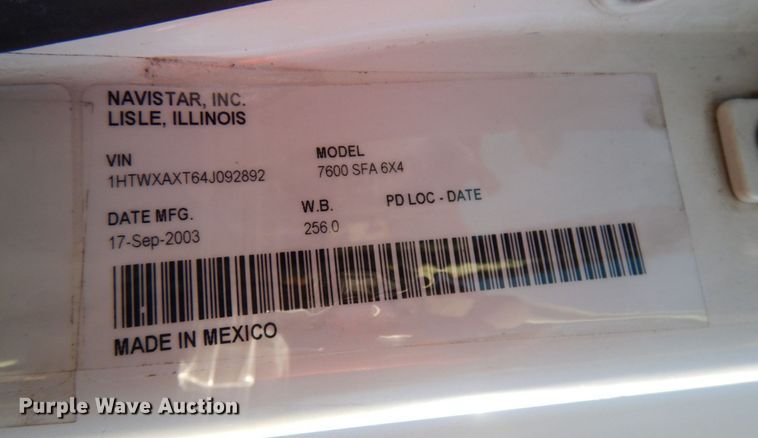 NAVISTAR, INC.
LISLE, ILLINOIS
VIN
1HTWXAXT64J092892
MODEL
7600 SFA 6X4
DATE MFG.
17-Sep-2003
W.B.
256.0
PD LOC - DATE
MADE IN MEXICO
Purple Wave Auction